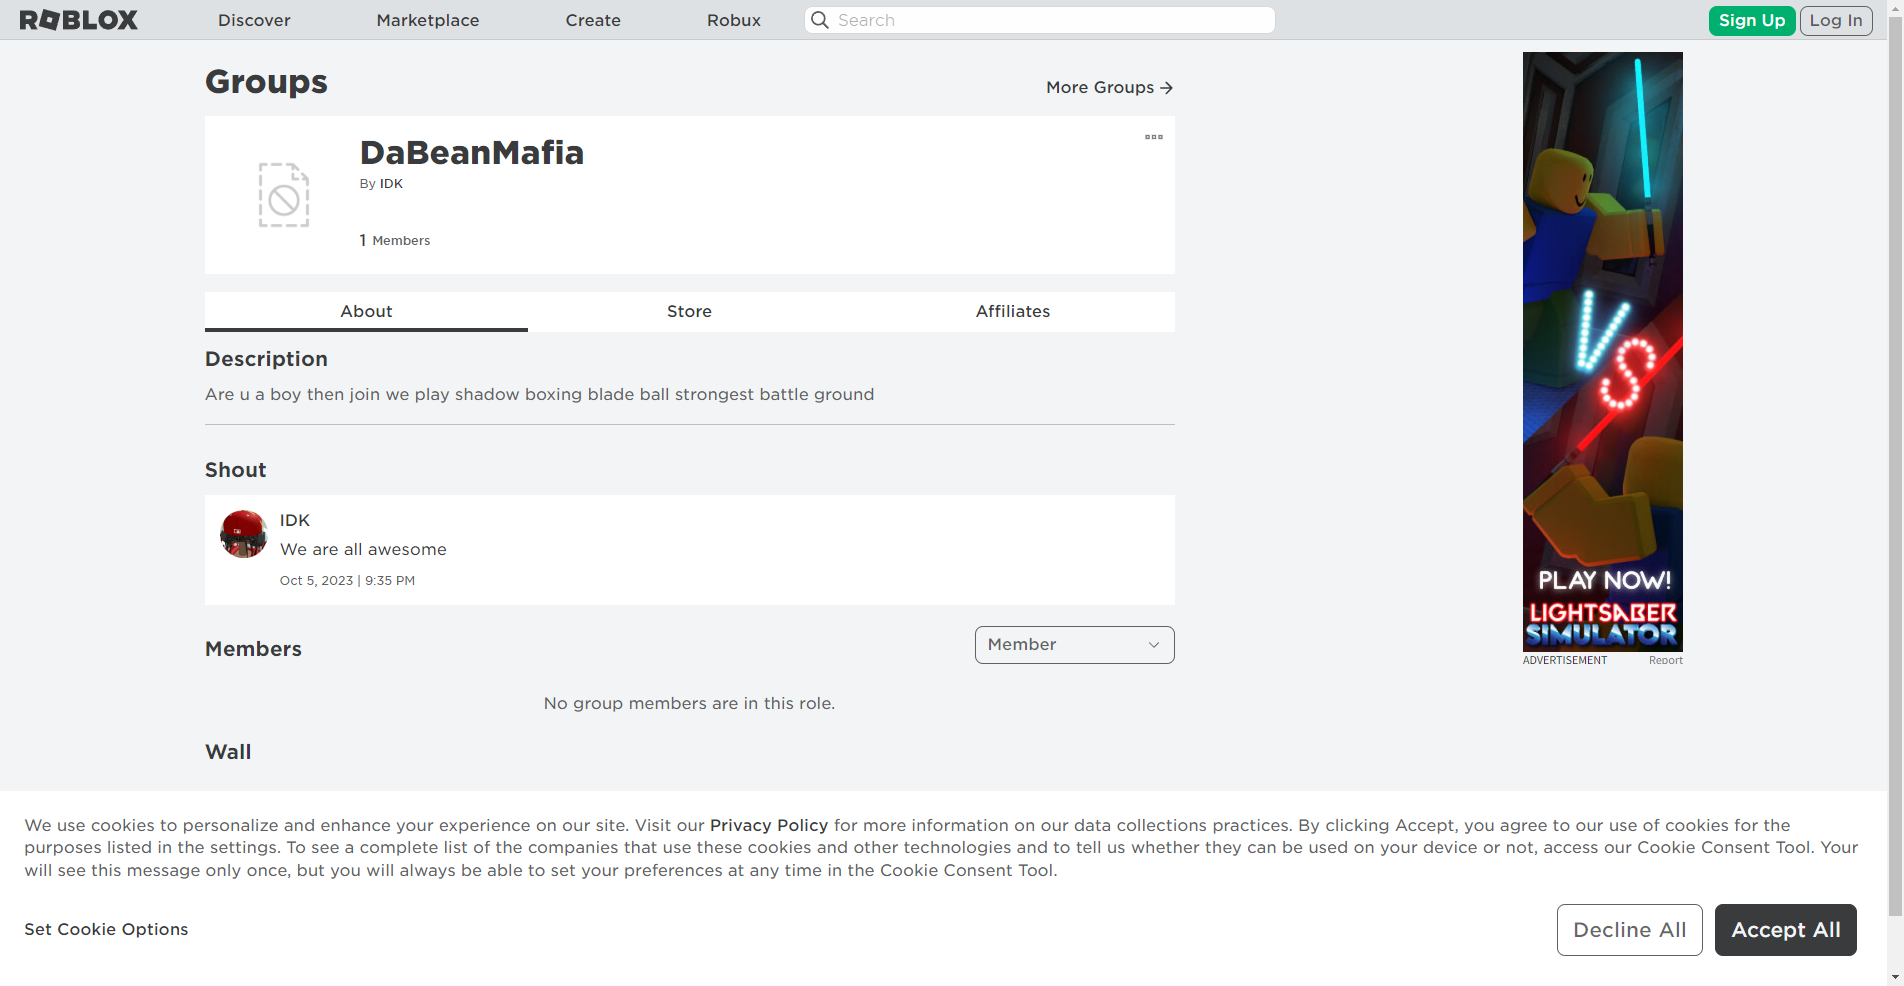 ROBLOX
Discover
Marketplace
Create
Robux
Search
Sign Up
Log In
Groups
More Groups
DaBeanMafia
By IDK
1 Members
About
Store
Affiliates
Description
Are u a boy then join we play shadow boxing blade ball strongest battle ground
Shout
IDK
We are all awesome
Oct 5, 2023 | 9:35 PM
Members
Member
No group members are in this role.
Wall
VS
PLAY NOW!
LIGHTSABER
SIMULATOR
ADVERTISEMENT
Report
We use cookies to personalize and enhance your experience on our site. Visit our Privacy Policy for more information on our data collections practices. By clicking Accept, you agree to our use of cookies for the
purposes listed in the settings. To see a complete list of the companies that use these cookies and other technologies and to tell us whether they can be used on your device or not, access our Cookie Consent Tool. Your
will see this message only once, but you will always be able to set your preferences at any time in the Cookie Consent Tool.
Set Cookie Options
Decline All
Accept All